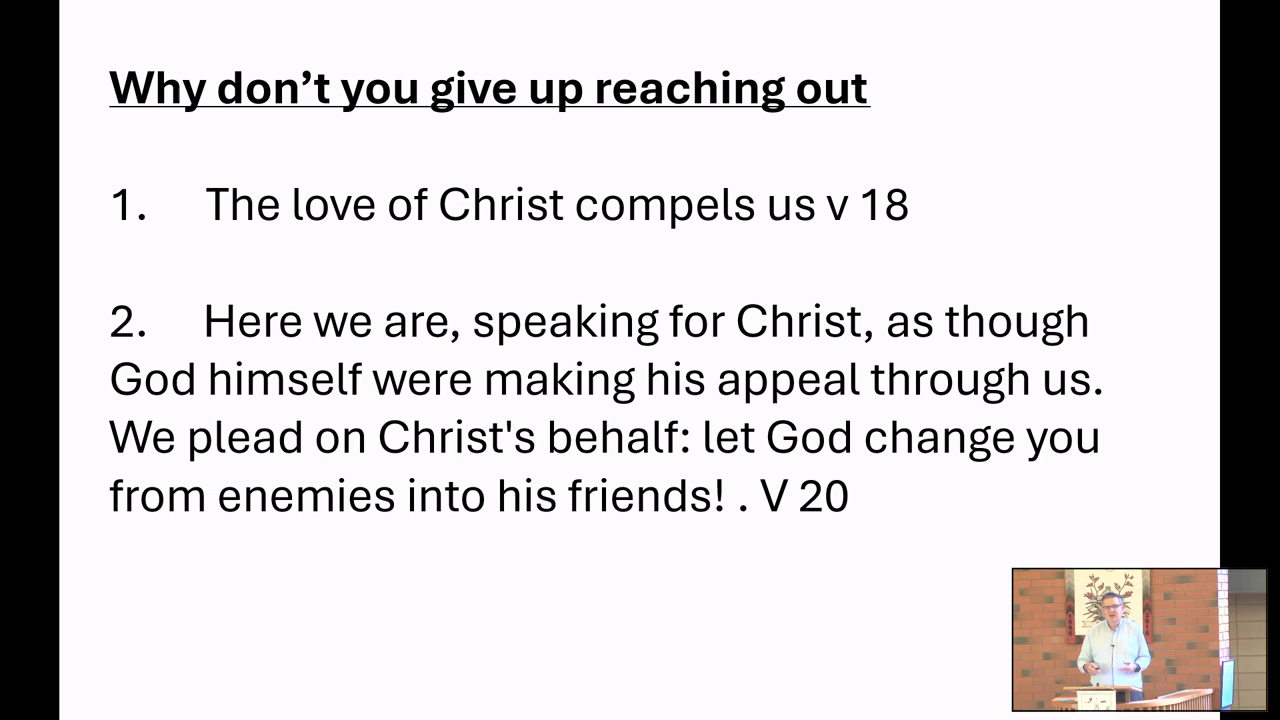 Why don’t you give up reaching out
1. The love of Christ compels us v 18
2. Here we are, speaking for Christ, as though
God himself were making his appeal through us.
We plead on Christ's behalf: let God change you
from enemies into his friends! . V 20